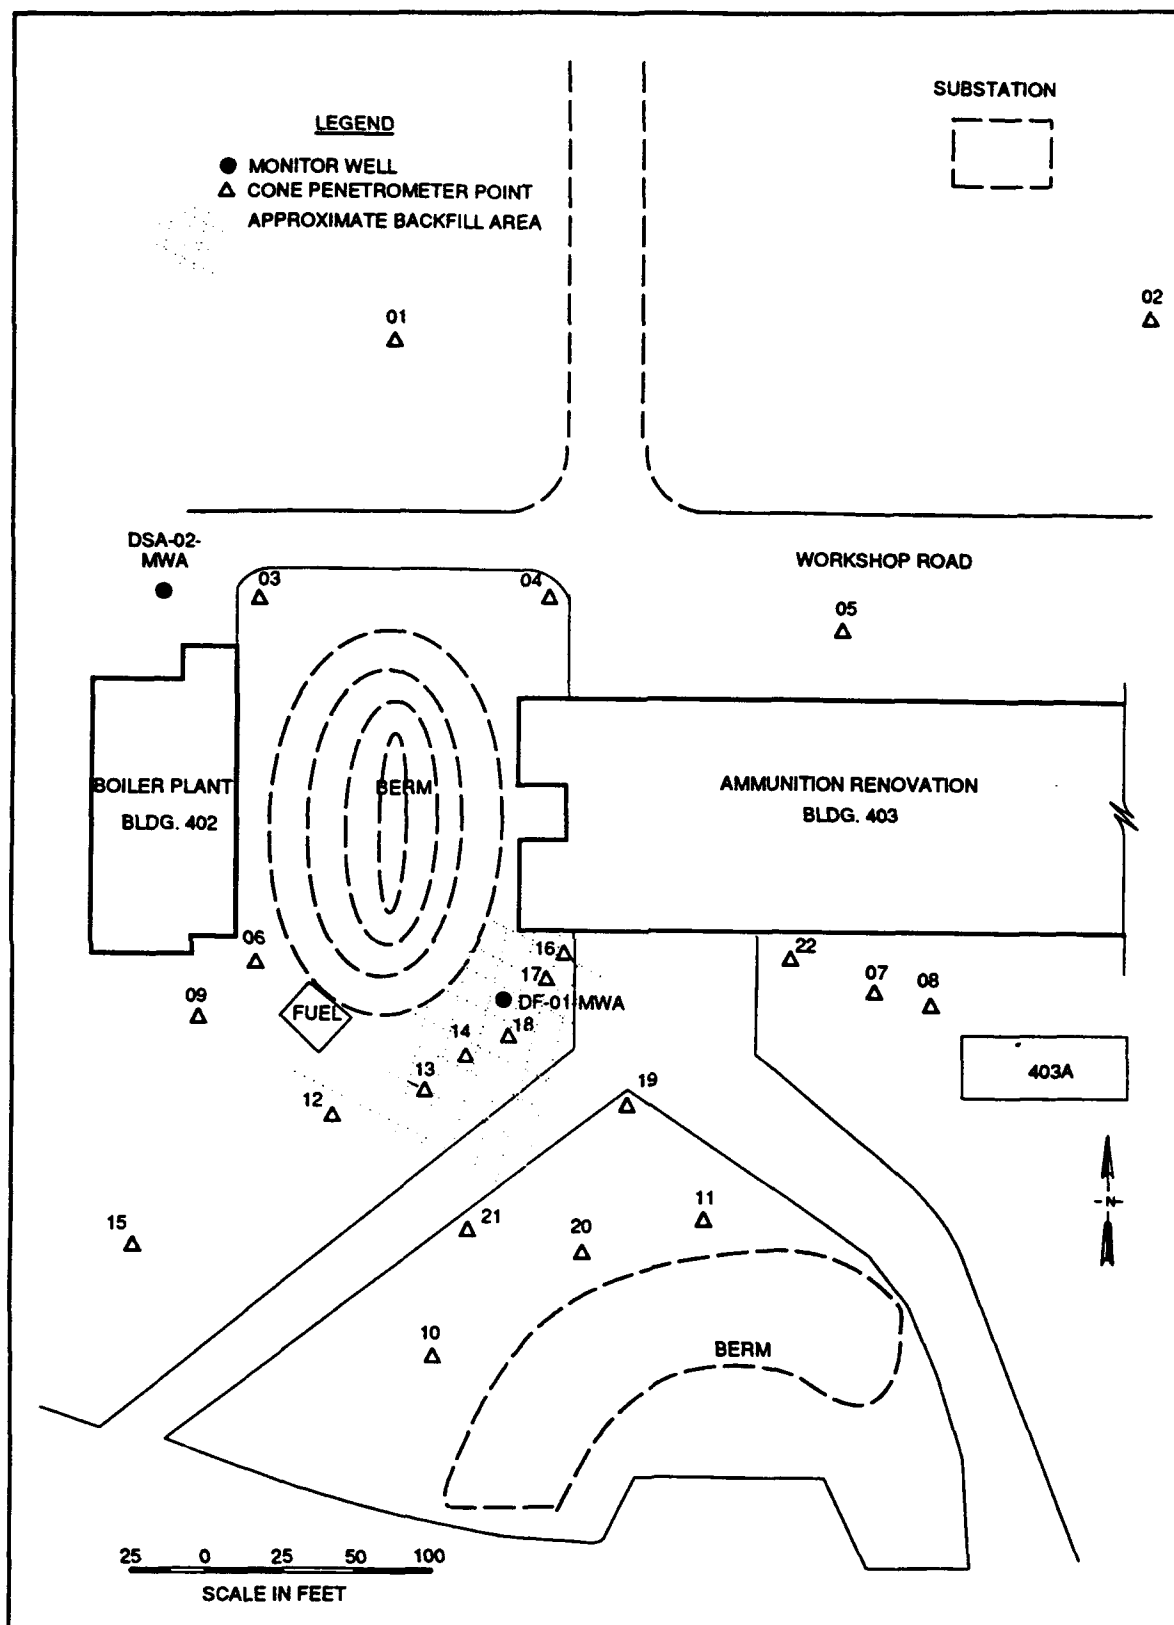 SUBSTATION
LEGEND
MONITOR WELL
CONE PENETROMETER POINT
APPROXIMATE BACKFILL AREA
01
02
DSA-02-
MWA
03
04
WORKSHOP ROAD
05
BOILER PLANT
BLDG. 402
BERM
AMMUNITION RENOVATION
BLDG. 403
06
16
22
17
07
08
09
FUEL
DF-01-MWA
18
14
13
12
19
403A
N
15
21
20
11
10
BERM
25 0 25 50 100
SCALE IN FEET